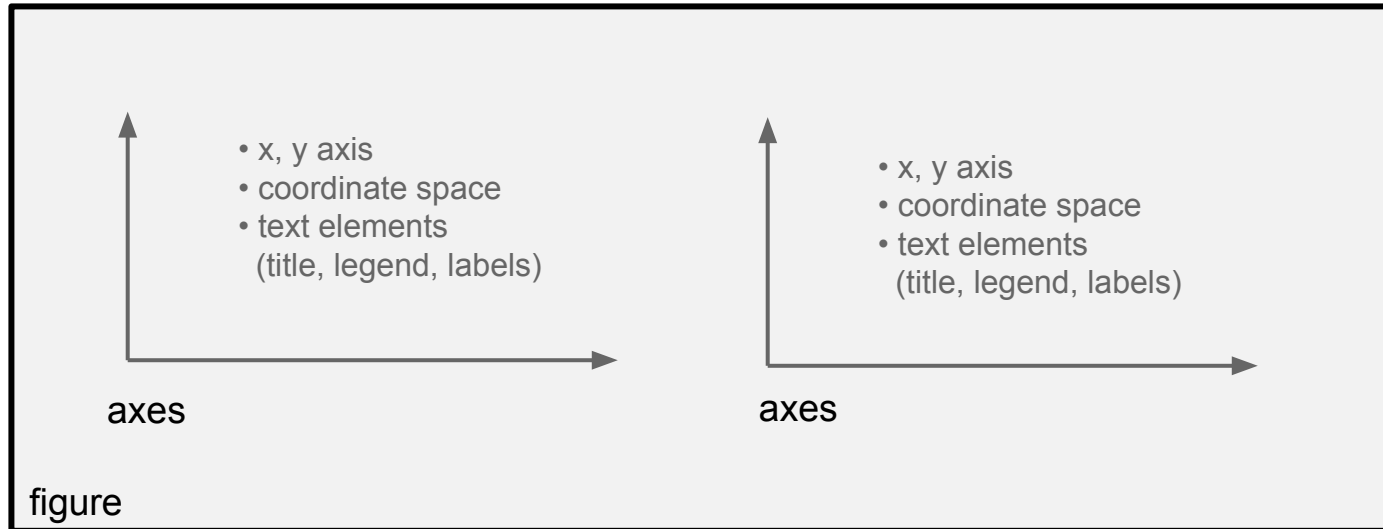 • x, y axis
• coordinate space
• text elements
(title, legend, labels)
axes
• x, y axis
• coordinate space
• text elements
(title, legend, labels)
axes
figure